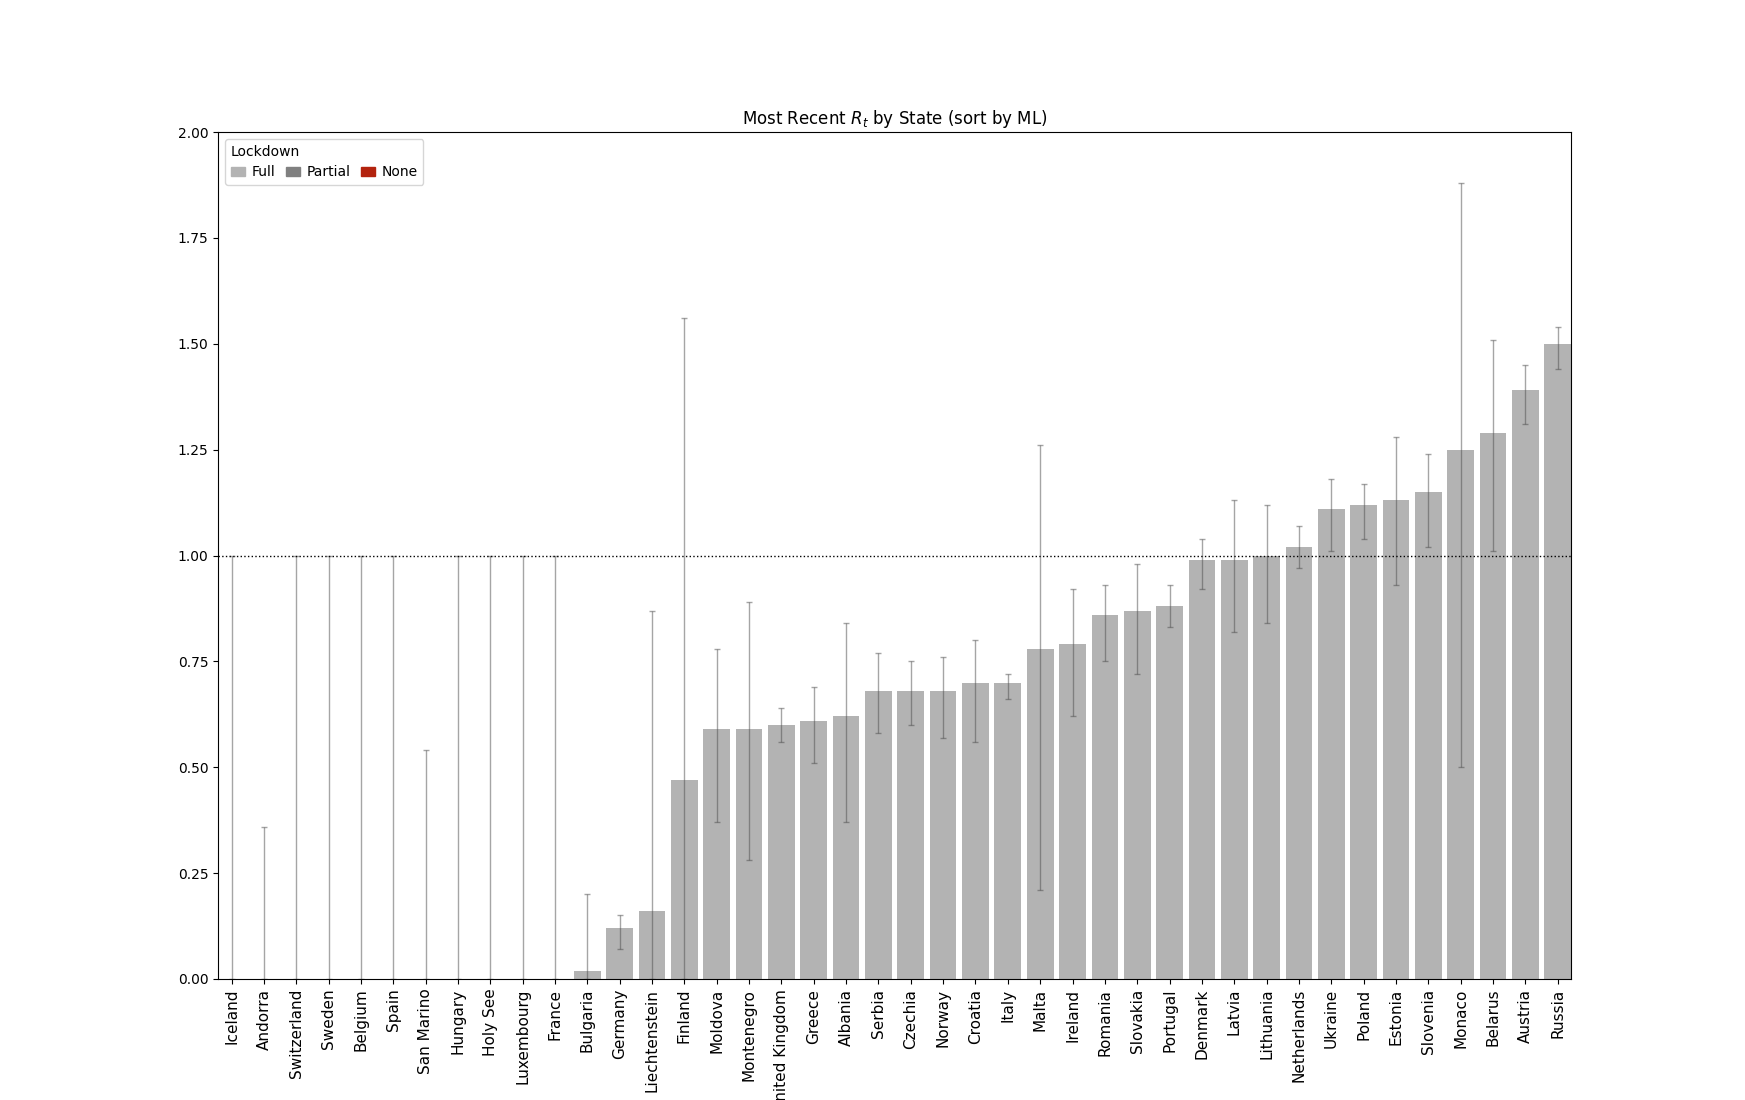 Most Recent Rt by State (sort by ML)
Lockdown
Full Partial None
2.00
1.75
1.50
1.25
1.00
0.75
0.50
0.25
0.00
Iceland
Andorra
Switzerland
Sweden
Belgium
Spain
San Marino
Hungary
Holy See
Luxembourg
France
Bulgaria
Germany
Liechtenstein
Finland
Moldova
Montenegro
nited Kingdom
Greece
Albania
Serbia
Czechia
Norway
Croatia
Italy
Malta
Ireland
Romania
Slovakia
Portugal
Denmark
Latvia
Lithuania
Netherlands
Ukraine
Poland
Estonia
Slovenia
Monaco
Belarus
Austria
Russia